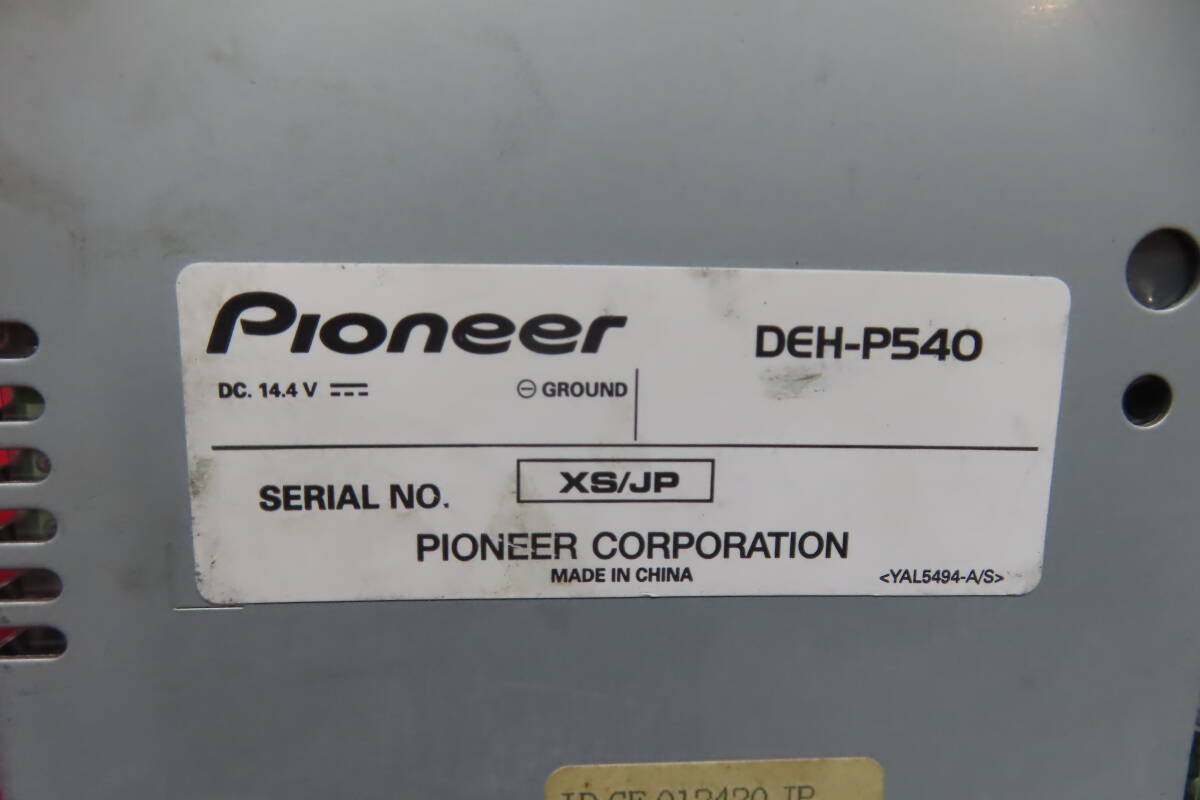 Pioneer
DEH-P540
DC. 14.4 V
⊖ GROUND
SERIAL NO.
XS/JP
PIONEER CORPORATION
MADE IN CHINA
<YAL5494-A/S>